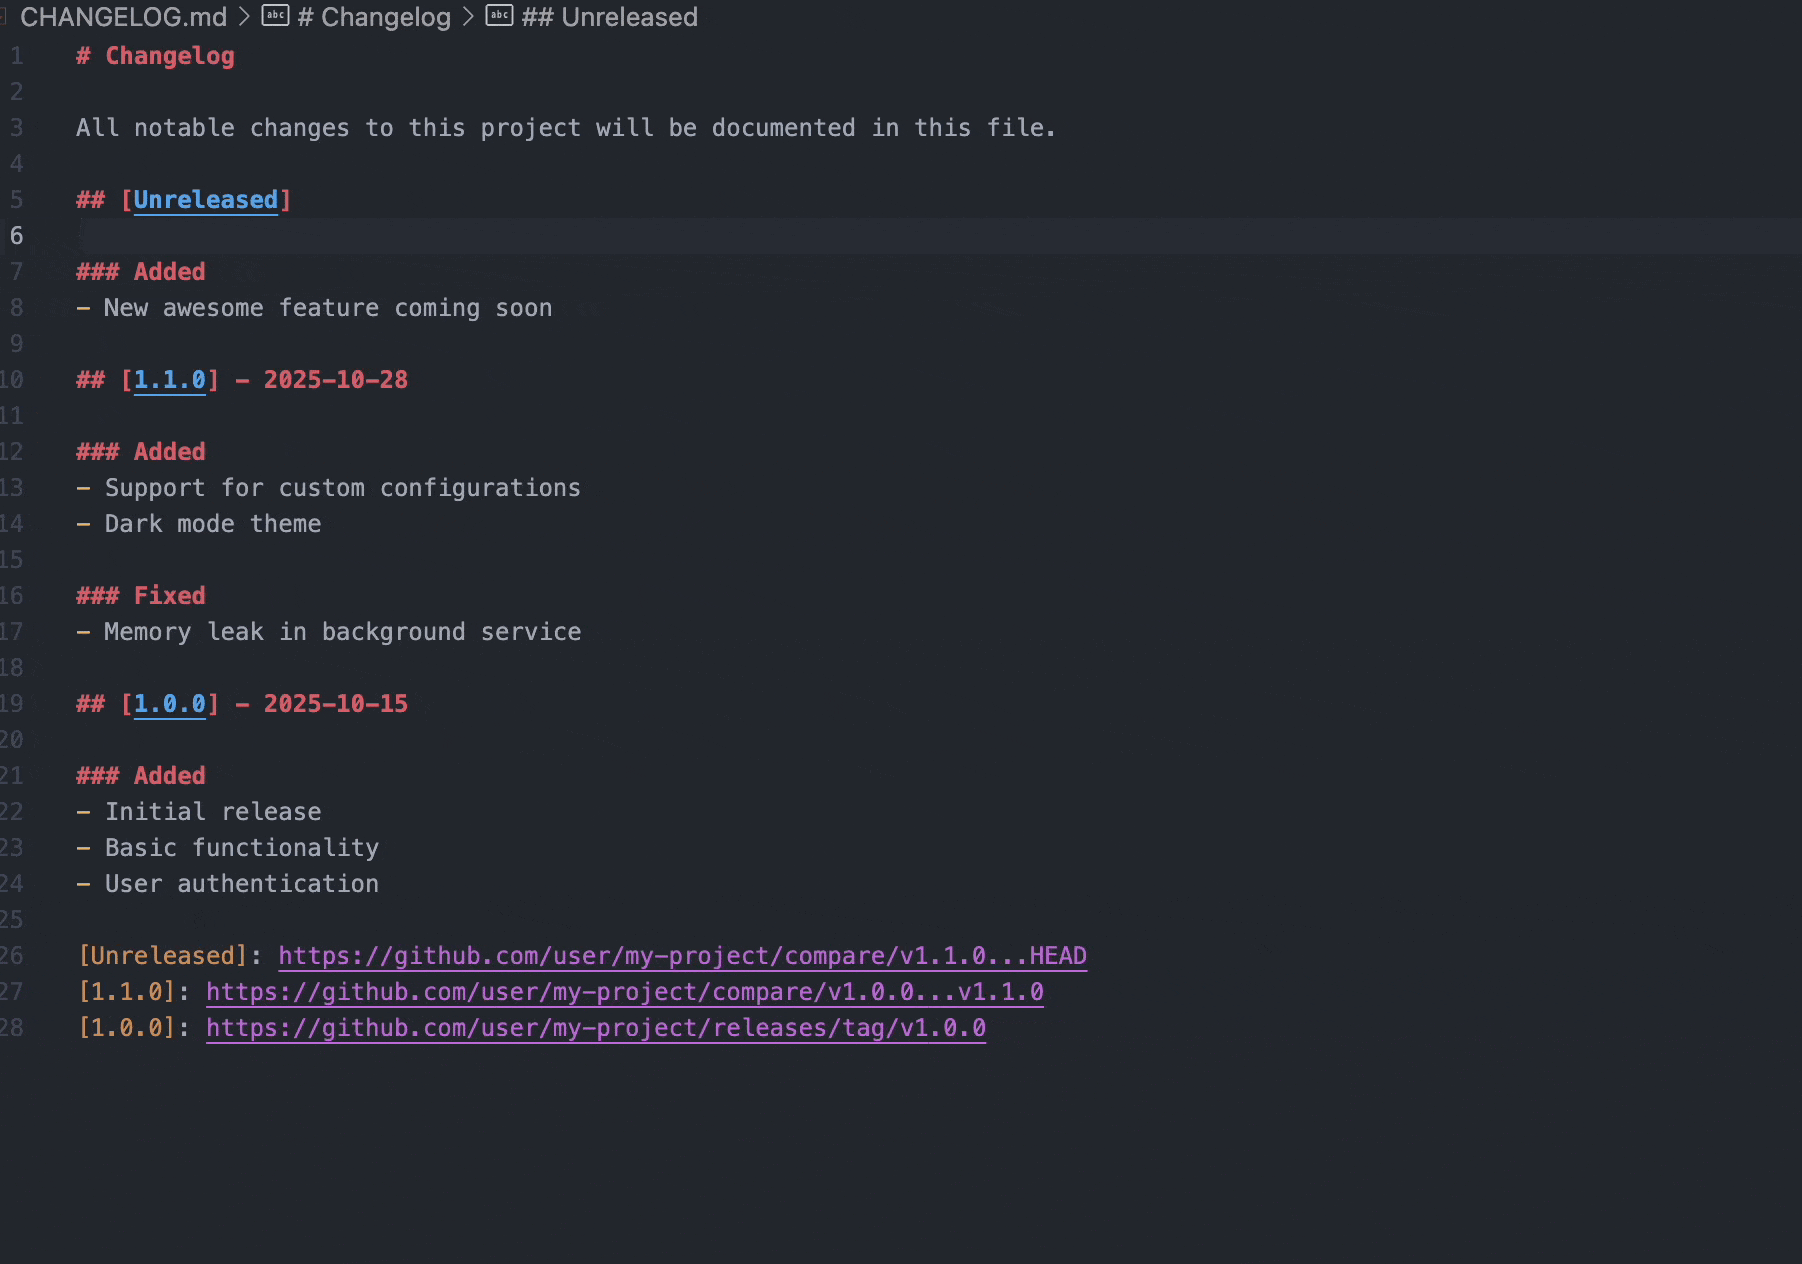 CHANGELOG.md > abc # Changelog > abc ## Unreleased
1 # Changelog
2
3 All notable changes to this project will be documented in this file.
4
5 ## [Unreleased]
6
7 ### Added
8 - New awesome feature coming soon
9
10 ## [1.1.0] - 2025-10-28
11
12 ### Added
13 - Support for custom configurations
14 - Dark mode theme
15
16 ### Fixed
17 - Memory leak in background service
18
19 ## [1.0.0] - 2025-10-15
20
21 ### Added
22 - Initial release
23 - Basic functionality
24 - User authentication
25
26 [Unreleased]: https://github.com/user/my-project/compare/v1.1.0...HEAD
27 [1.1.0]: https://github.com/user/my-project/compare/v1.0.0...v1.1.0
28 [1.0.0]: https://github.com/user/my-project/releases/tag/v1.0.0